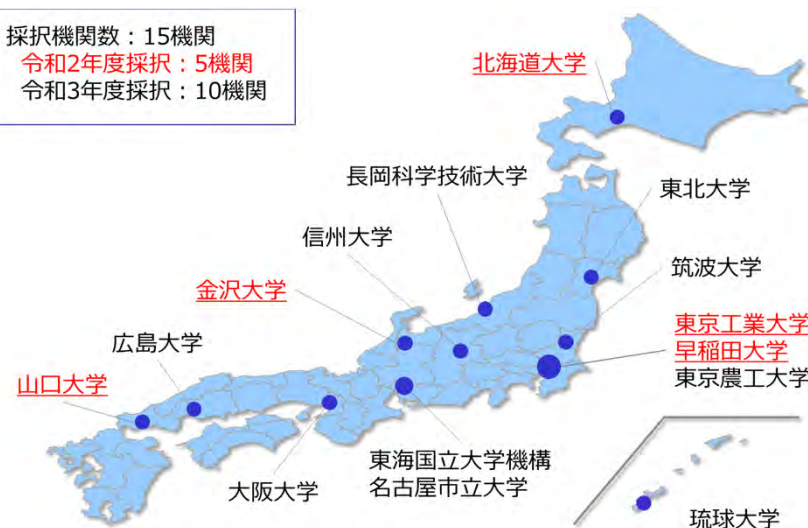 採択機関数：15機関
令和2年度採択：5機関
令和3年度採択：10機関
北海道大学
長岡科学技術大学
東北大学
信州大学
筑波大学
金沢大学
東京工業大学
早稲田大学
東京農工大学
広島大学
山口大学
東海国立大学機構
名古屋市立大学
大阪大学
琉球大学